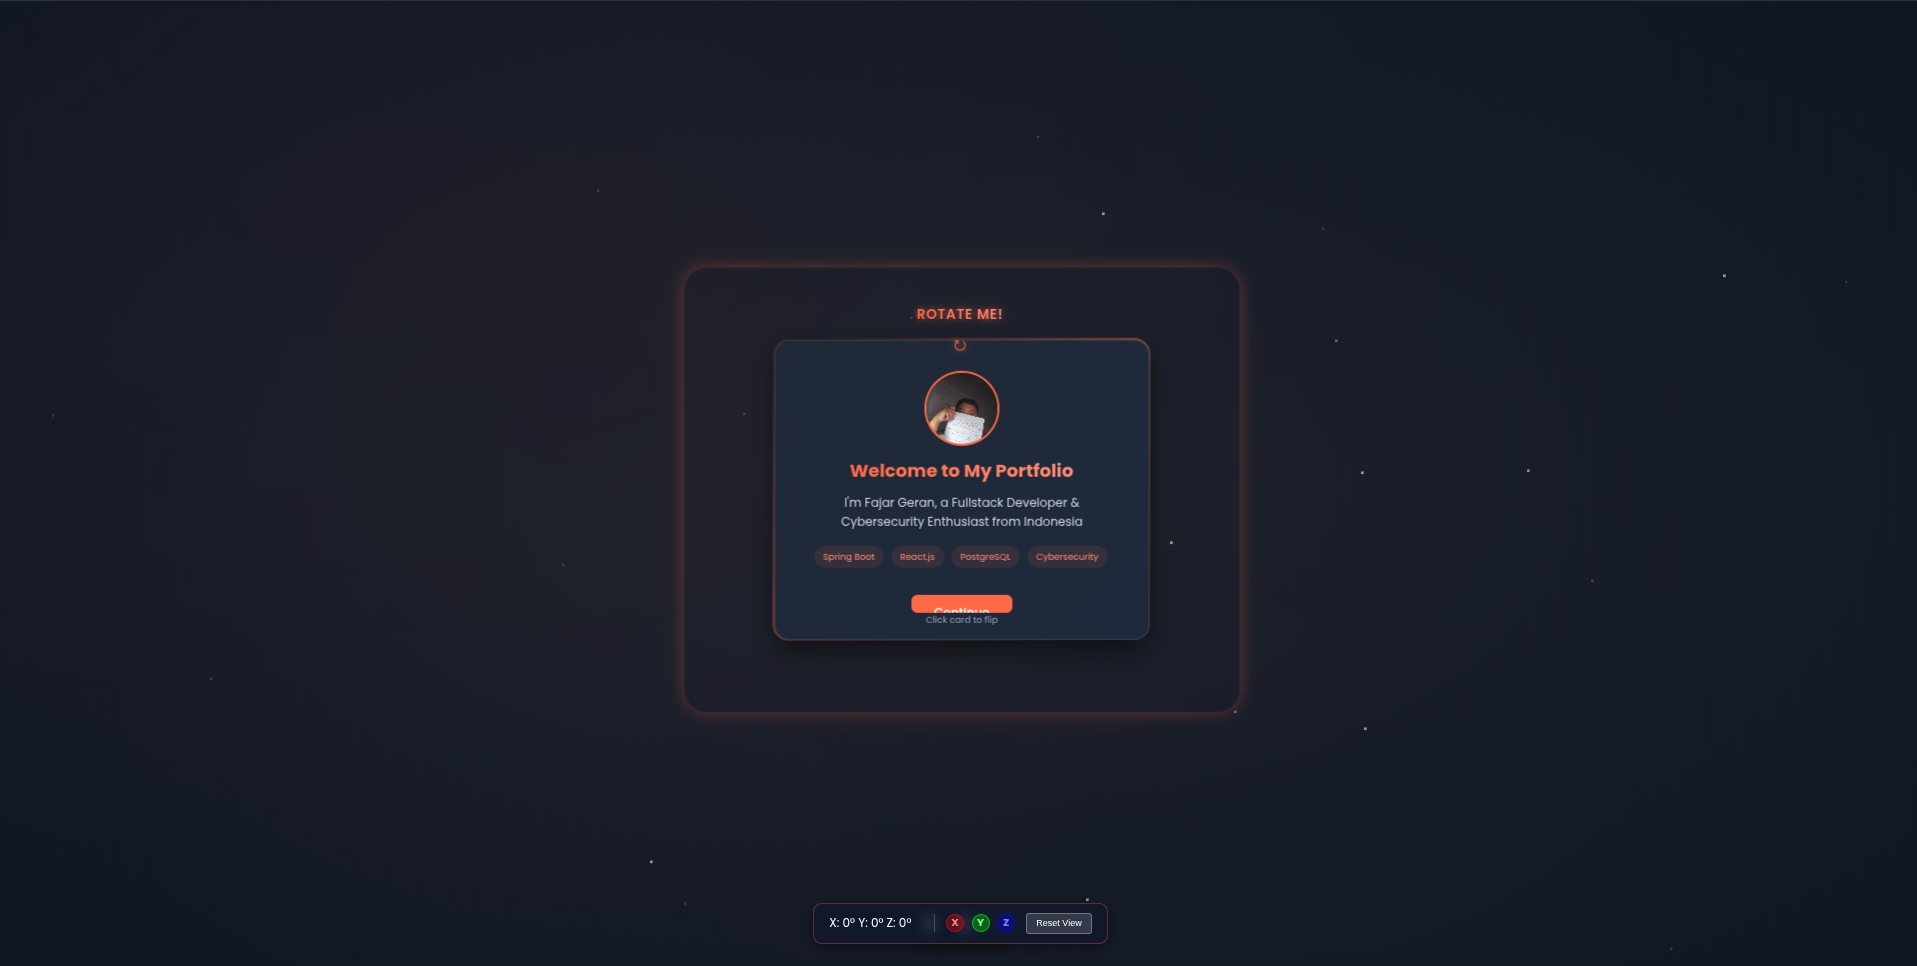 ROTATE ME!
Welcome to My Portfolio
I'm Fajar Geran, a Fullstack Developer &
Cybersecurity Enthusiast from Indonesia
Spring Boot React.js PostgreSQL Cybersecurity
Continue
Click card to flip
X: 0° Y: 0° Z: 0° X Y Z Reset View